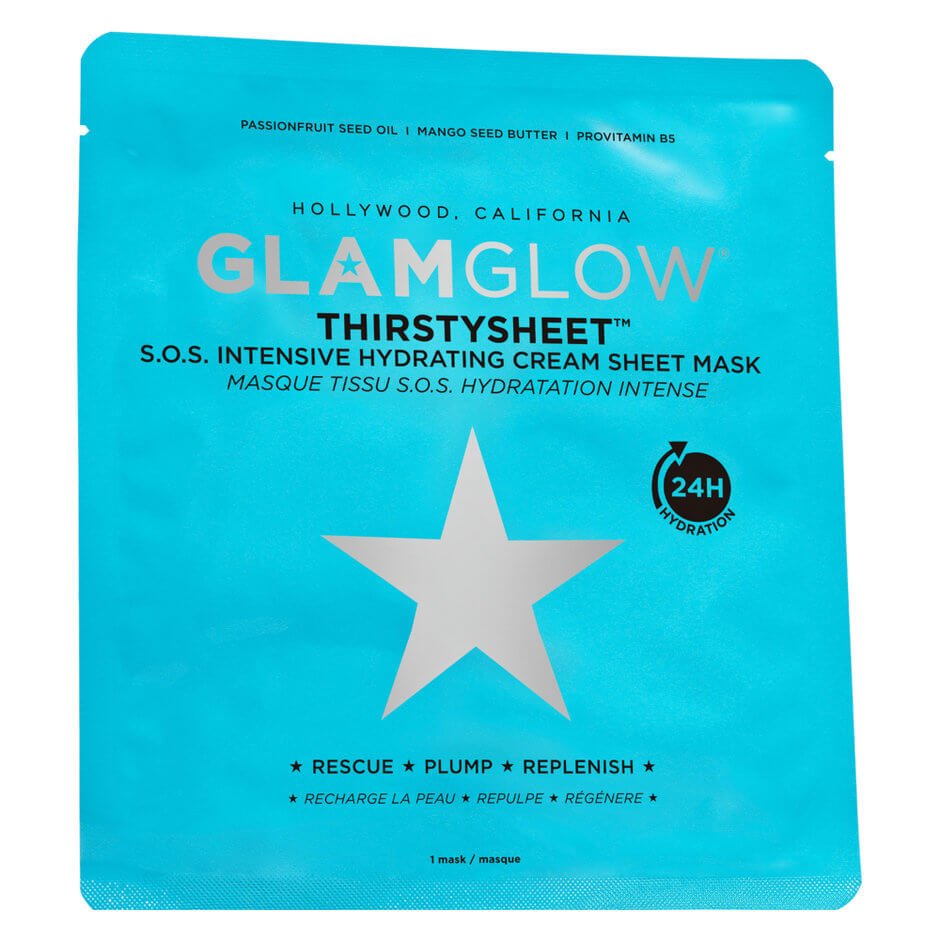 PASSIONFRUIT SEED OIL I MANGO SEED BUTTER I PROVITAMIN B5
HOLLYWOOD, CALIFORNIA
GLAMGLOW®
THIRSTYSHEET™
S.O.S. INTENSIVE HYDRATING CREAM SHEET MASK
MASQUE TISSU S.O.S. HYDRATATION INTENSE
24H
HYDRATION
★ RESCUE ★ PLUMP ★ REPLENISH ★
★ RECHARGE LA PEAU ★ REPULPE ★ RÉGÉNERE ★
1 mask / masque